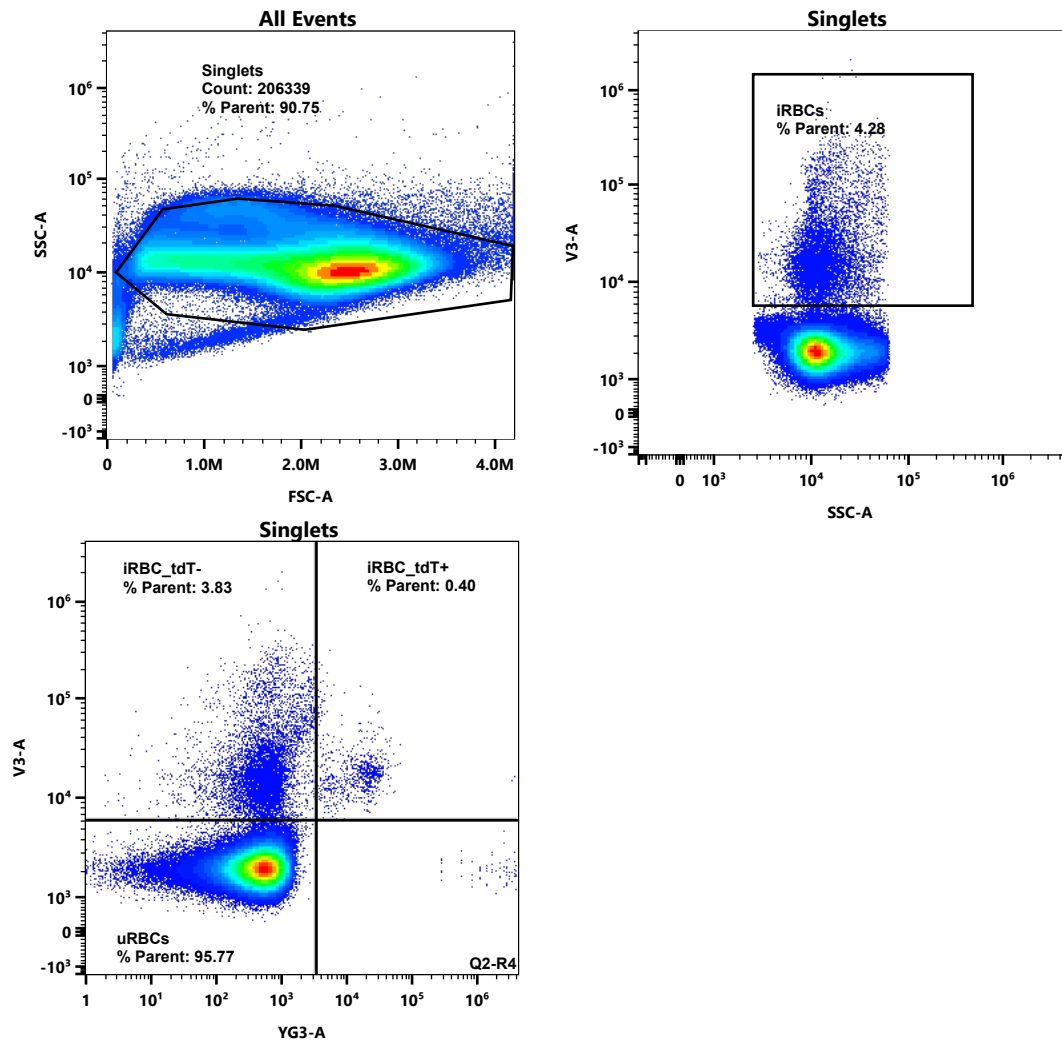 All Events
Singlets
Count: 206339
% Parent: 90.75
10⁶
10⁵
10⁴
10³
0
-10³
SSC-A
0
1.0M
2.0M
3.0M
4.0M
FSC-A
Singlets
iRBCs
% Parent: 4.28
10⁶
10⁵
10⁴
10³
0
-10³
V3-A
0
10³
10⁴
10⁵
10⁶
SSC-A
Singlets
iRBC_tdT-
% Parent: 3.83
iRBC_tdT+
% Parent: 0.40
10⁶
10⁵
10⁴
10³
0
-10³
V3-A
uRBCs
% Parent: 95.77
Q2-R4
1
10¹
10²
10³
10⁴
10⁵
10⁶
YG3-A